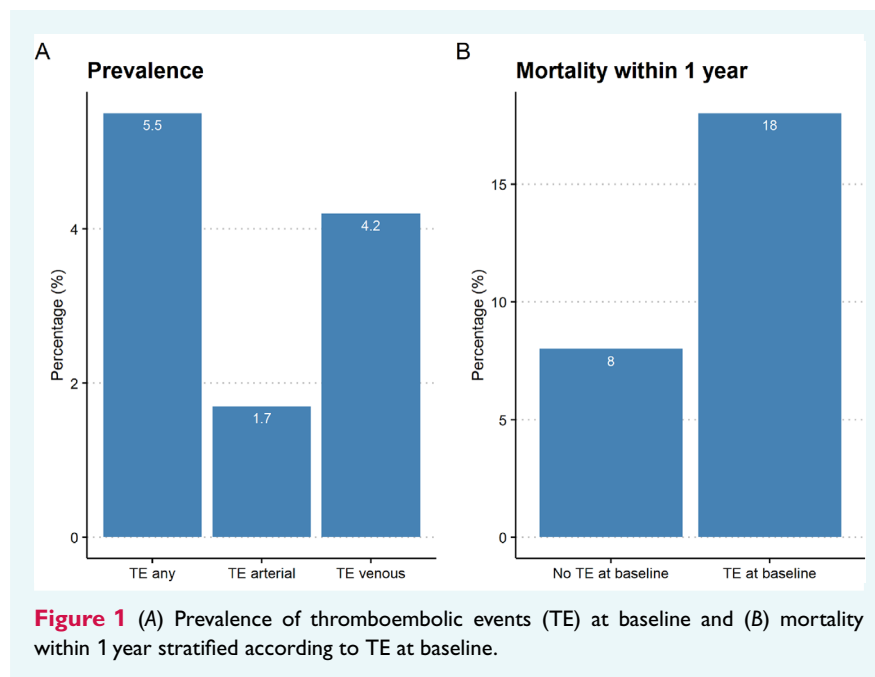 A
Prevalence
Percentage (%)
4
2
0
5.5
1.7
4.2
TE any
TE arterial
TE venous
B
Mortality within 1 year
Percentage (%)
15
10
5
0
8
18
No TE at baseline
TE at baseline
Figure 1 (A) Prevalence of thromboembolic events (TE) at baseline and (B) mortality
within 1 year stratified according to TE at baseline.